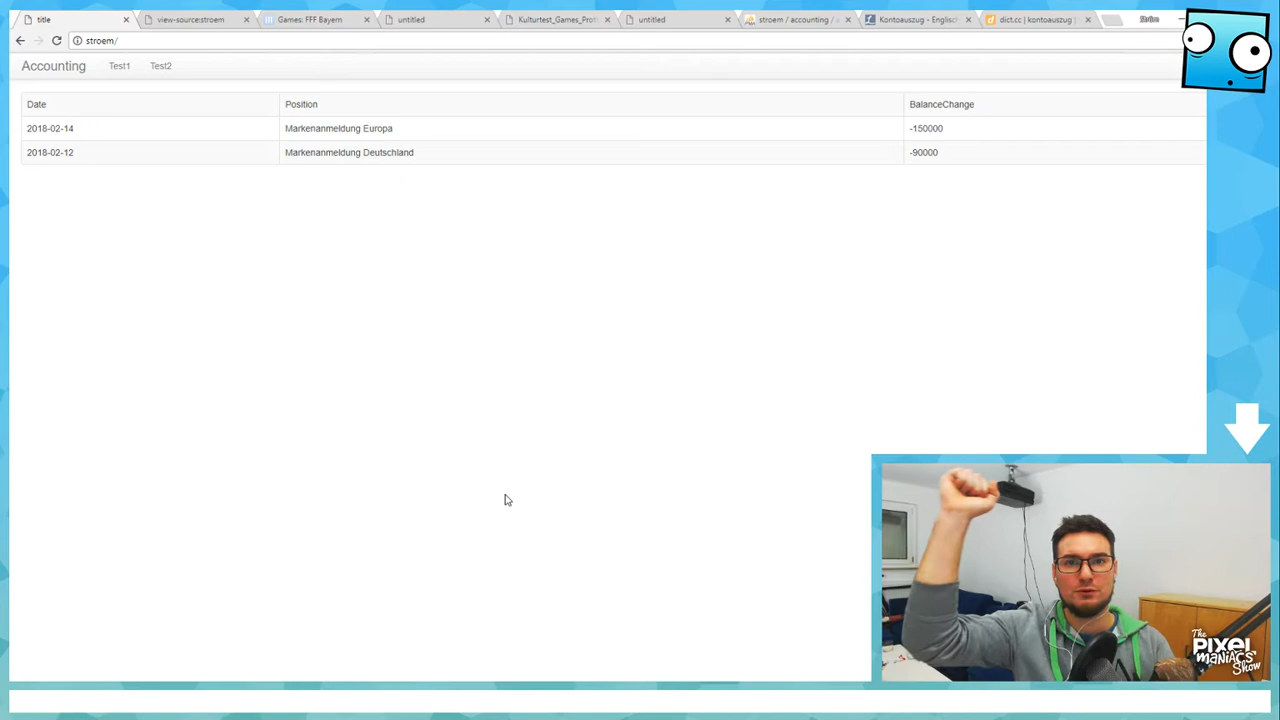 title view-source:stroem Games: FFF Bayern untitled Kulturtest_Games_Prot untitled stroem / accounting / Kontoauszug - Englisch dict.cc | kontoauszug |
stroem/
Accounting Test1 Test2
Date Position BalanceChange
2018-02-14 Markenanmeldung Europa -150000
2018-02-12 Markenanmeldung Deutschland -90000
The
PIXEL
MANIACS
Show